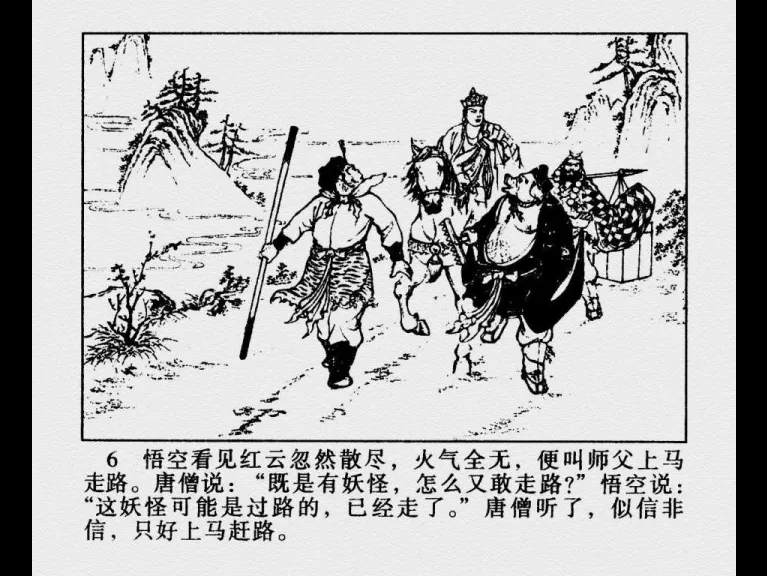 6 悟空看见红云忽然散尽，火气全无，便叫师父上马
走路。唐僧说：“既是有妖怪，怎么又敢走路?”悟空说：
“这妖怪可能是过路的，已经走了。”唐僧听了，似信非
信，只好上马赶路。